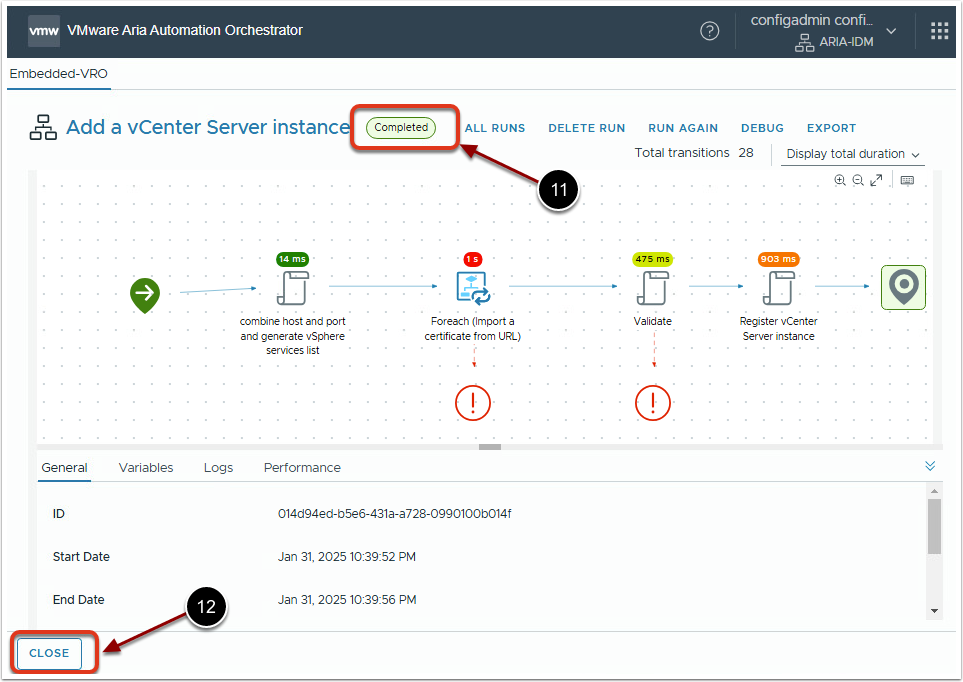 vmw VMware Aria Automation Orchestrator
configadmin confi...
ARIA-IDM
Embedded-VRO
Add a vCenter Server instance
Completed
ALL RUNS DELETE RUN RUN AGAIN DEBUG EXPORT
Total transitions 28 Display total duration
11
14 ms
1 s
475 ms
903 ms
combine host and port
and generate vSphere
services list
Foreach (Import a
certificate from URL)
Validate
Register vCenter
Server instance
General Variables Logs Performance
ID 014d94ed-b5e6-431a-a728-0990100b014f
Start Date Jan 31, 2025 10:39:52 PM
End Date Jan 31, 2025 10:39:56 PM
12
CLOSE